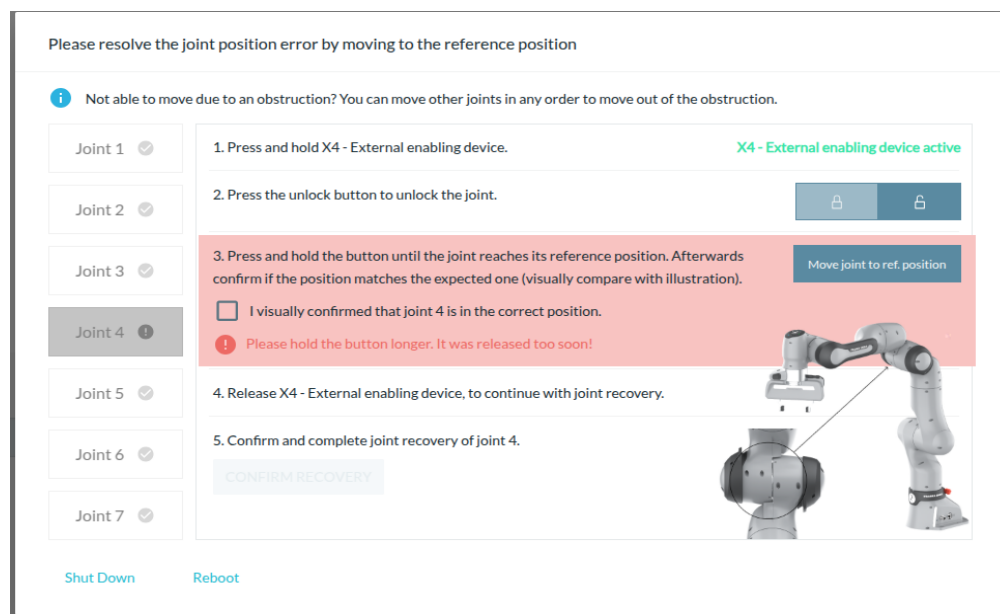 Please resolve the joint position error by moving to the reference position
Not able to move due to an obstruction? You can move other joints in any order to move out of the obstruction.
Joint 1
Joint 2
Joint 3
Joint 4
Joint 5
Joint 6
Joint 7
1. Press and hold X4 - External enabling device.
X4 - External enabling device active
2. Press the unlock button to unlock the joint.
3. Press and hold the button until the joint reaches its reference position. Afterwards
confirm if the position matches the expected one (visually compare with illustration).
Move joint to ref. position
I visually confirmed that joint 4 is in the correct position.
Please hold the button longer. It was released too soon!
4. Release X4 - External enabling device, to continue with joint recovery.
5. Confirm and complete joint recovery of joint 4.
CONFIRM RECOVERY
Shut Down
Reboot